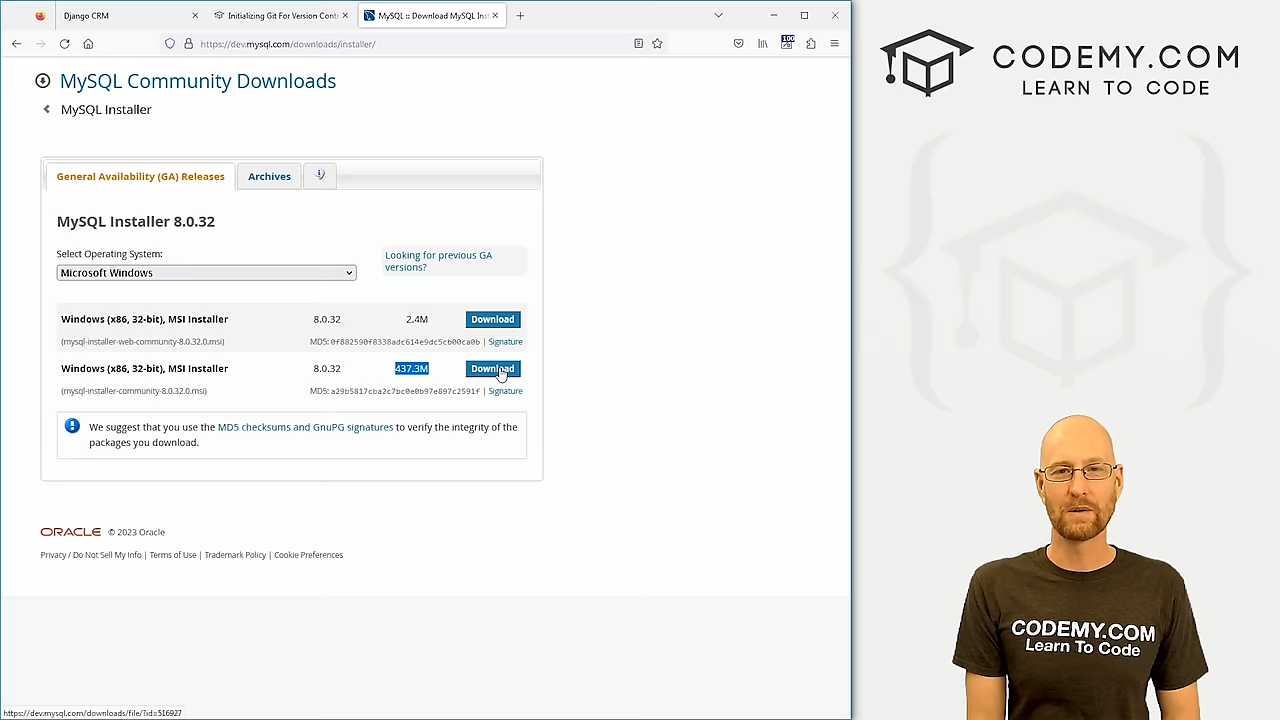 Django CRM
Initializing Git For Version Contr
MySQL :: Download MySQL Inst
https://dev.mysql.com/downloads/installer/
100
CODEMY.COM
LEARN TO CODE
MySQL Community Downloads
MySQL Installer
General Availability (GA) Releases
Archives
MySQL Installer 8.0.32
Select Operating System:
Microsoft Windows
Looking for previous GA
versions?
Windows (x86, 32-bit), MSI Installer 8.0.32 2.4M Download
(mysql-installer-web-community-8.0.32.0.msi) MD5: 0f882590f8338adc614e9dc5cb00ca0b | Signature
Windows (x86, 32-bit), MSI Installer 8.0.32 437.3M Download
(mysql-installer-community-8.0.32.0.msi) MD5: a29b5817cba2c7bc0e0b97e897c2591f | Signature
We suggest that you use the MD5 checksums and GnuPG signatures to verify the integrity of the
packages you download.
ORACLE © 2023 Oracle
Privacy / Do Not Sell My Info | Terms of Use | Trademark Policy | Cookie Preferences
CODEMY.COM
Learn To Code
https://dev.mysql.com/downloads/file/?id=516927